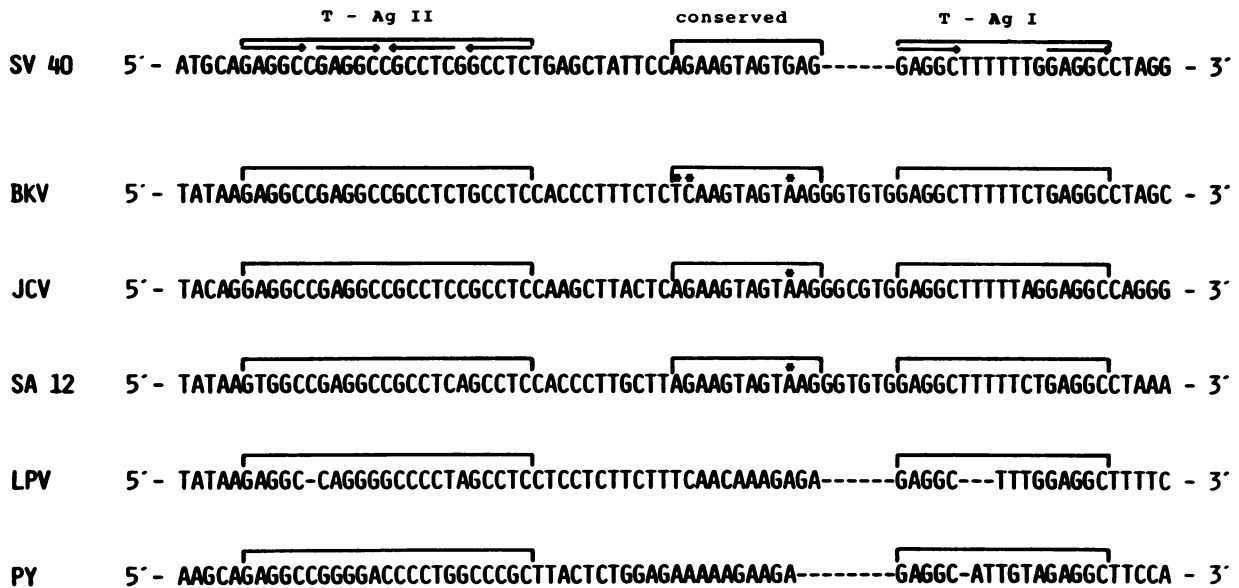 T - Ag II conserved T - Ag I
SV 40 5´- ATGCAGAGGCCGAGGCCGCCTCGGCCTCTGAGCTATTCCAGAAGTAGTGAG------GAGGCTTTTTTGGAGGCCTAGG - 3´
* * *
BKV 5´- TATAAGAGGCCGAGGCCGCCTCTGCCTCCACCCTTTCTCTCAAGTAGTAAGGGTGTGGAGGCTTTTTCTGAGGCCTAGC - 3´
*
JCV 5´- TACAGGAGGCCGAGGCCGCCTCCGCCTCCAAGCTTACTCAGAAGTAGTAAGGGCGTGGAGGCTTTTTAGGAGGCCAGGG - 3´
*
SA 12 5´- TATAAGTGGCCGAGGCCGCCTCAGCCTCCACCCTTGCTTAGAAGTAGTAAGGGTGTGGAGGCTTTTTCTGAGGCCTAAA - 3´
LPV 5´- TATAAGAGGC-CAGGGGCCCCTAGCCTCCTCCTCTTCTTTCAACAAAGAGA------GAGGC---TTTGGAGGCTTTTC - 3´
PY 5´- AAGCAGAGGCCGGGGACCCCTGGCCCGCTTACTCTGGAGAAAAAGAAGA--------GAGGC-ATTGTAGAGGCTTCCA - 3´